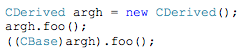 CDerived argh = new CDerived();
argh.foo();
((CBase)argh).foo();